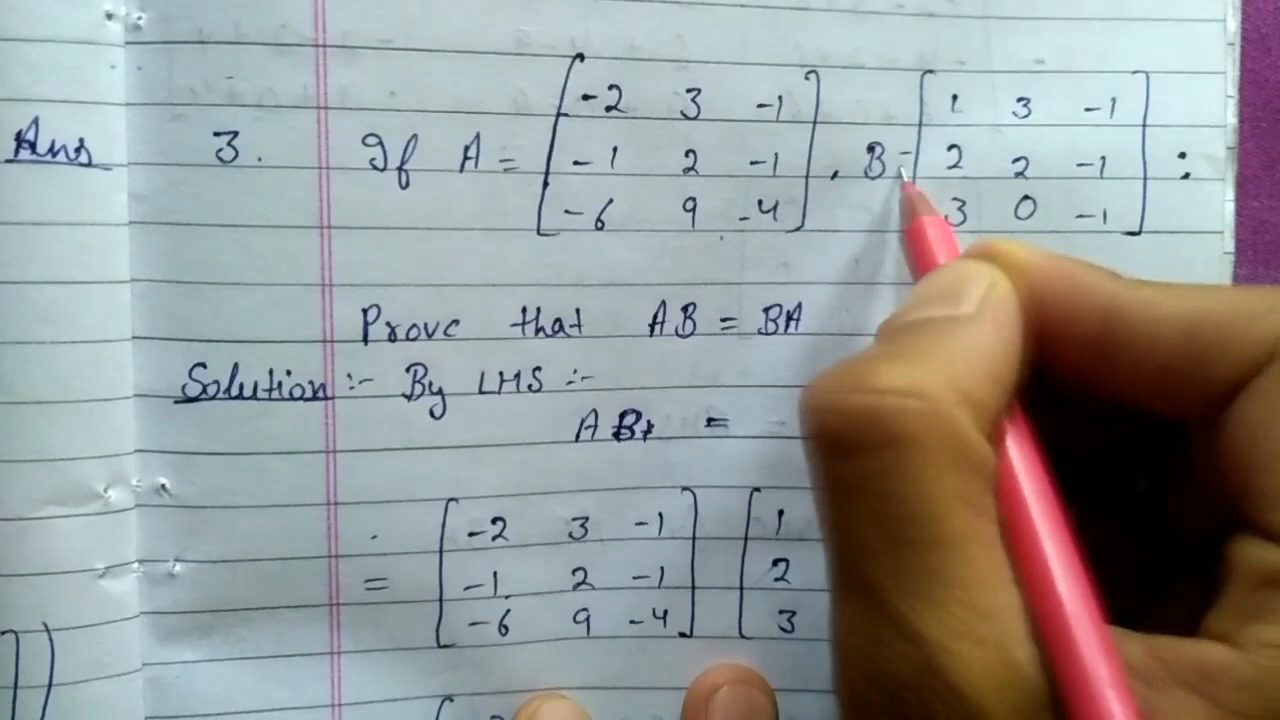 Ans 3. If A = [ -2 3 -1
-1 2 -1
-6 9 -4 ] . B = [ 1 3 -1
2 2 -1
3 0 -1 ] :
Prove that AB = BA
Solution :- By LHS :-
AB =
= [ -2 3 -1
-1 2 -1
-6 9 -4 ] [ 1
2
3